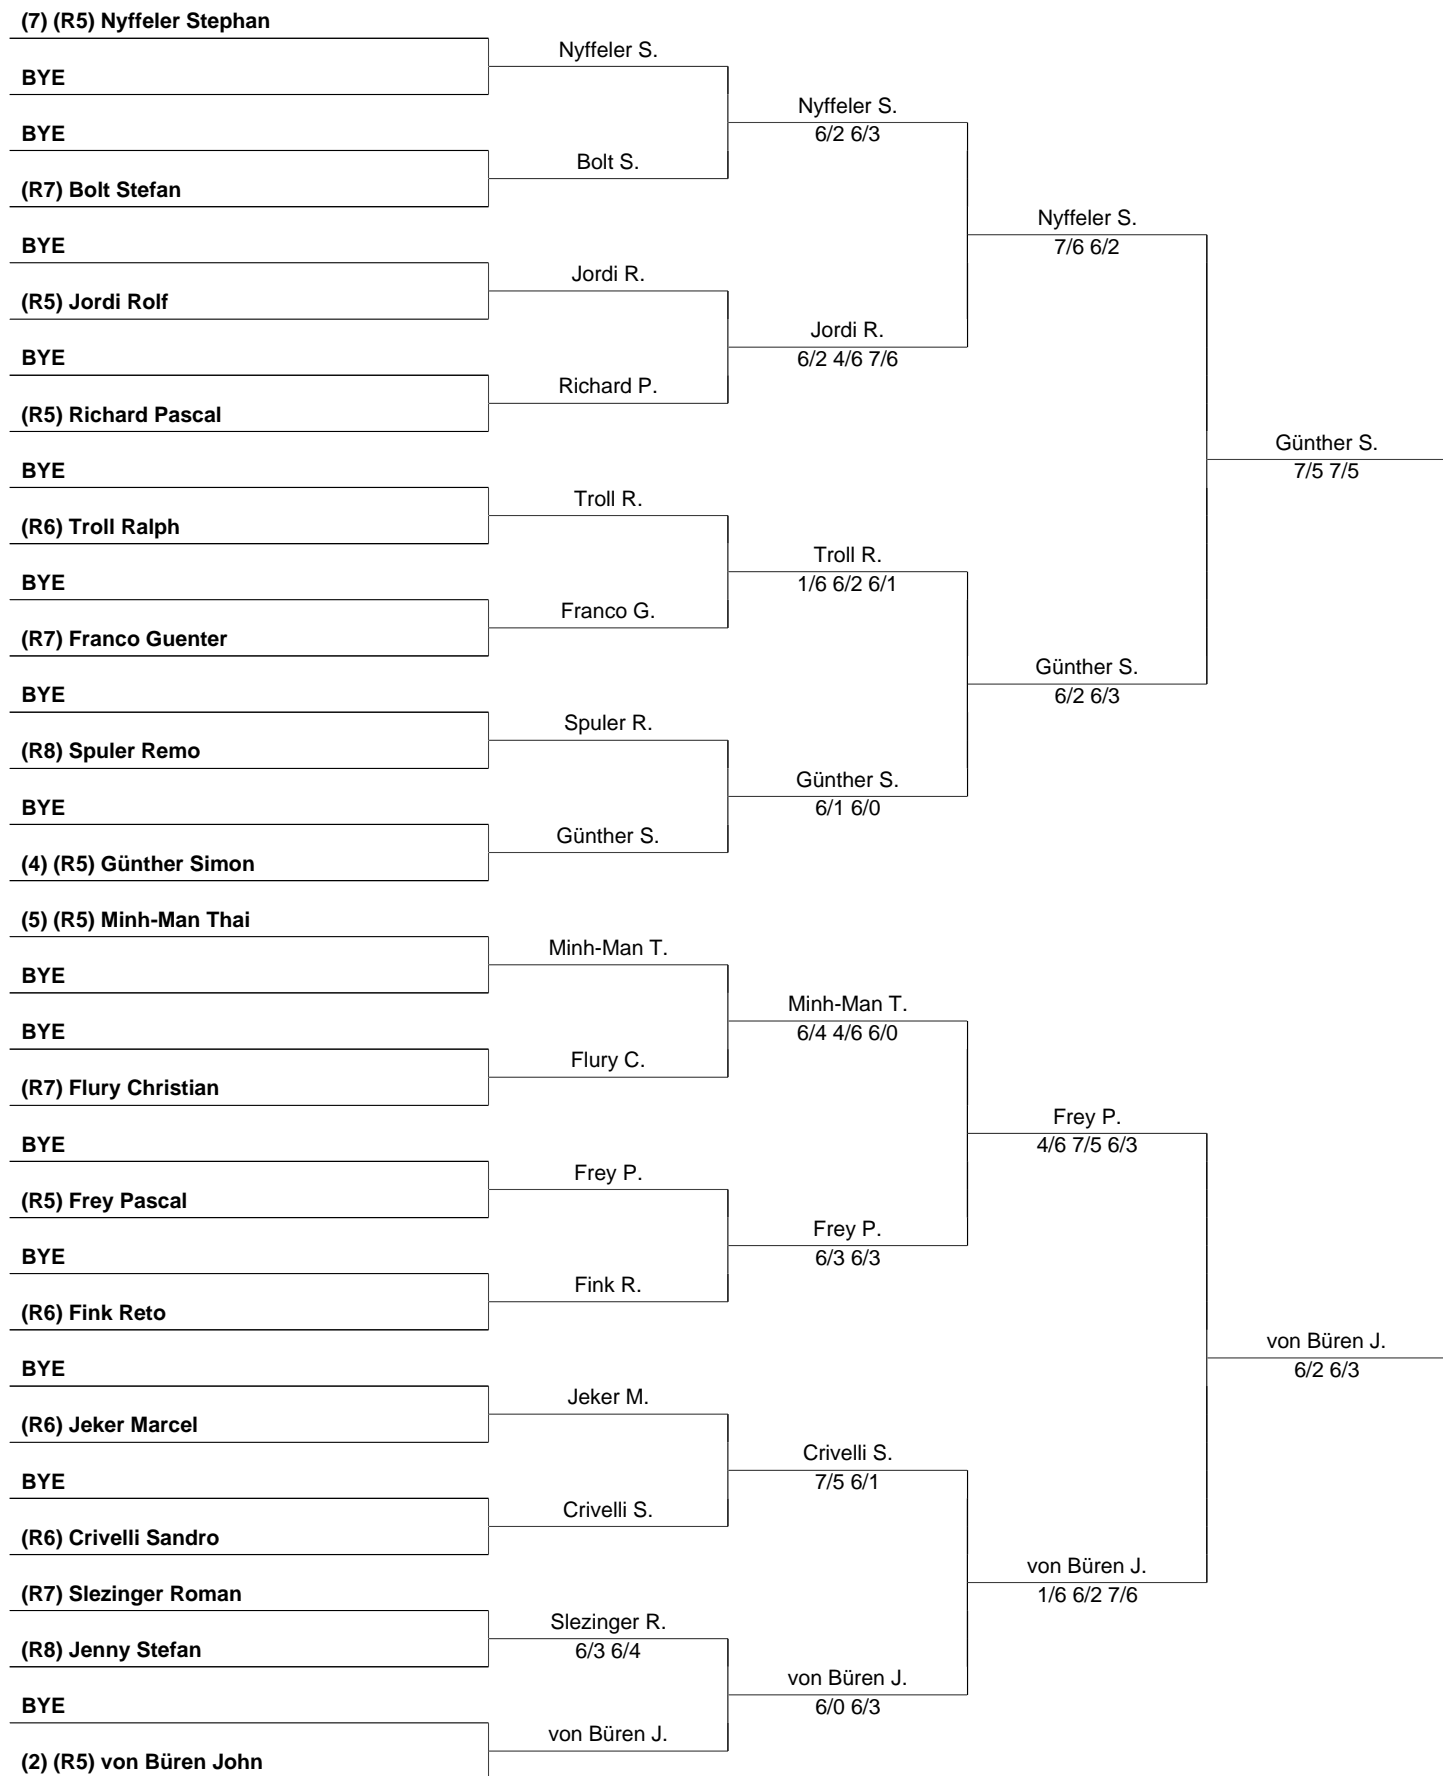 (7) (R5) Nyffeler Stephan
Nyffeler S.
BYE
Nyffeler S.
6/2 6/3
BYE
Bolt S.
(R7) Bolt Stefan
Nyffeler S.
7/6 6/2
BYE
Jordi R.
(R5) Jordi Rolf
Jordi R.
6/2 4/6 7/6
BYE
Richard P.
(R5) Richard Pascal
Günther S.
7/5 7/5
BYE
Troll R.
(R6) Troll Ralph
Troll R.
1/6 6/2 6/1
BYE
Franco G.
(R7) Franco Guenter
Günther S.
6/2 6/3
BYE
Spuler R.
(R8) Spuler Remo
Günther S.
6/1 6/0
BYE
Günther S.
(4) (R5) Günther Simon
(5) (R5) Minh-Man Thai
Minh-Man T.
BYE
Minh-Man T.
6/4 4/6 6/0
BYE
Flury C.
(R7) Flury Christian
Frey P.
4/6 7/5 6/3
BYE
Frey P.
(R5) Frey Pascal
Frey P.
6/3 6/3
BYE
Fink R.
(R6) Fink Reto
von Büren J.
6/2 6/3
BYE
Jeker M.
(R6) Jeker Marcel
Crivelli S.
7/5 6/1
BYE
Crivelli S.
(R6) Crivelli Sandro
von Büren J.
1/6 6/2 7/6
(R7) Slezinger Roman
Slezinger R.
6/3 6/4
(R8) Jenny Stefan
von Büren J.
6/0 6/3
BYE
von Büren J.
(2) (R5) von Büren John